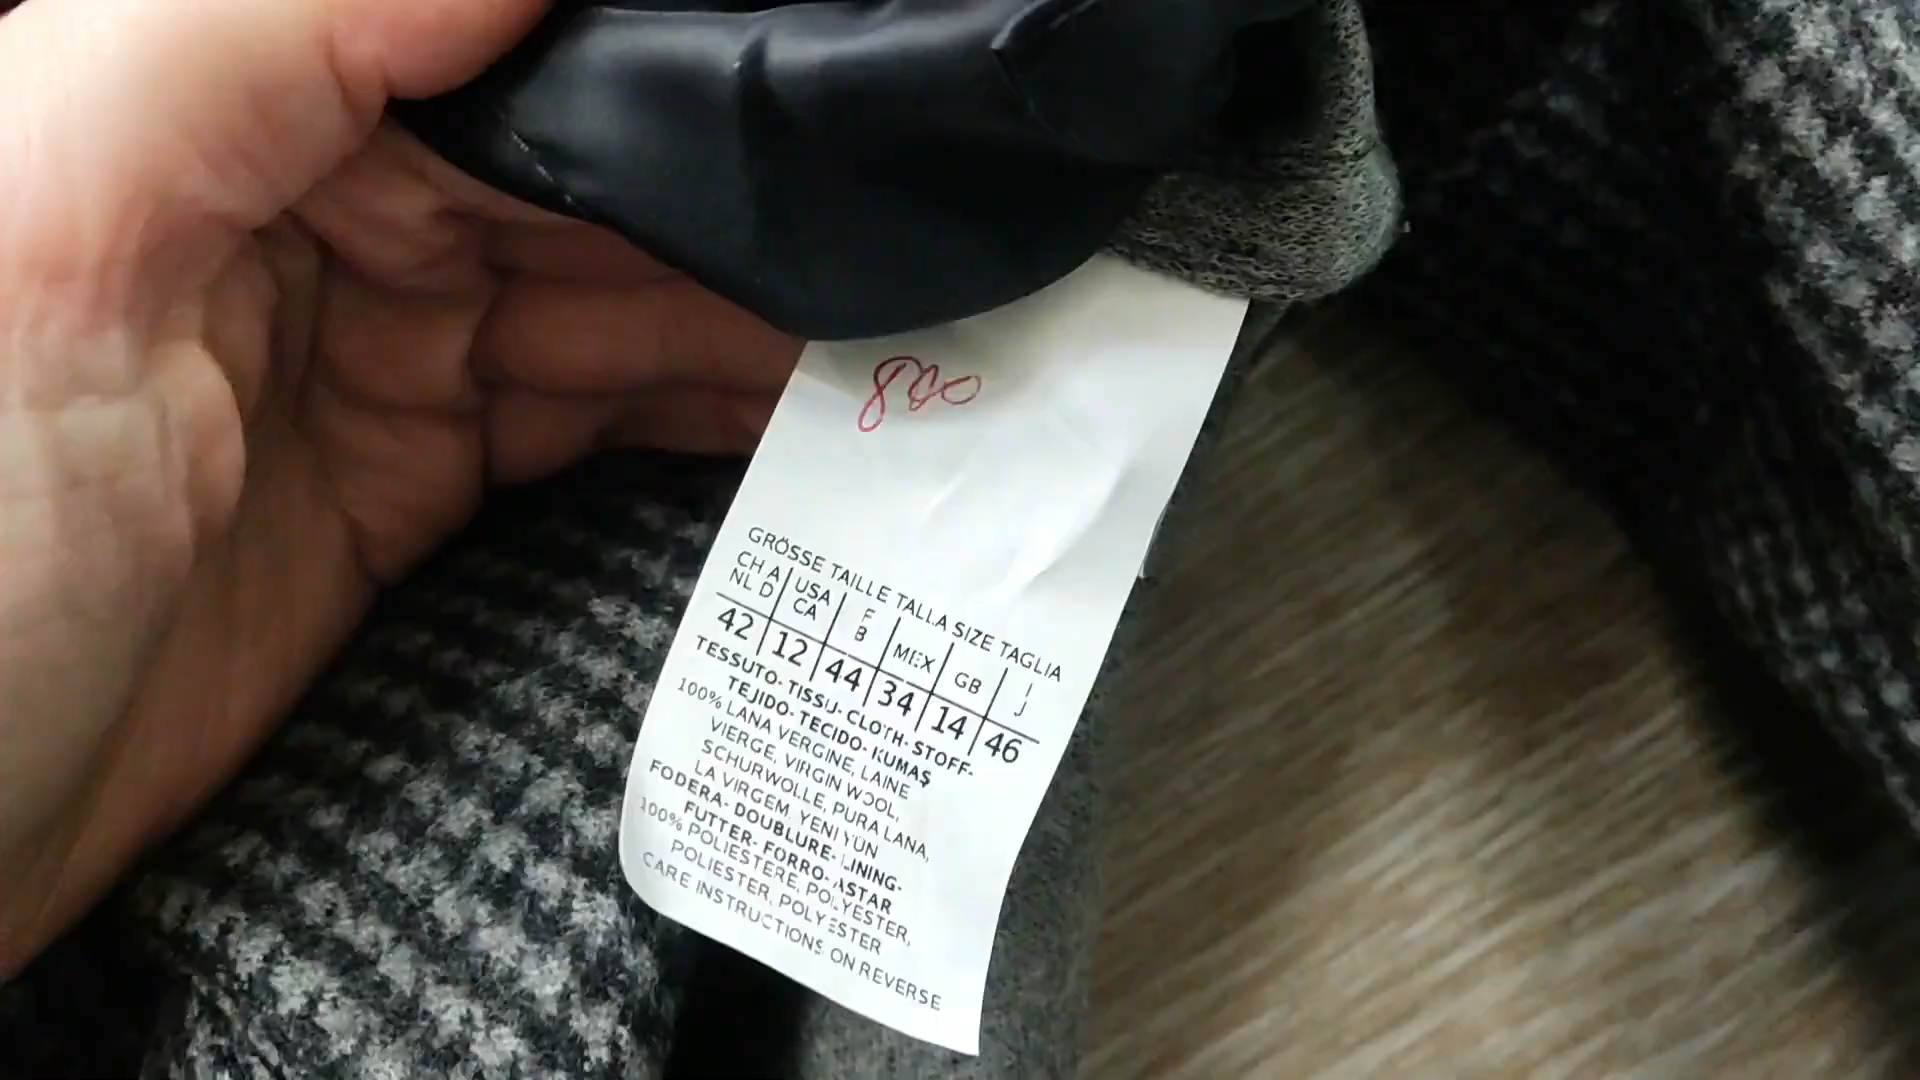 800
GRÖSSE TAILLE TALLA SIZE TAGLIA
CH A NL D | USA CA | F B | MEX | GB | I J
42 | 12 | 44 | 34 | 14 | 46
TESSUTO- TISSU- CLOTH- STOFF-
TEJIDO- TECIDO- KUMAŞ
100% LANA VERGINE, LAINE
VIERGE, VIRGIN WOOL,
SCHURWOLLE, PURA LANA,
LA VIRGEM, YENI YÜN
FODERA- DOUBLURE- LINING-
FUTTER- FORRO- ASTAR
100% POLIESTERE, POLYESTER,
POLIESTER, POLYESTER
CARE INSTRUCTIONS ON REVERSE